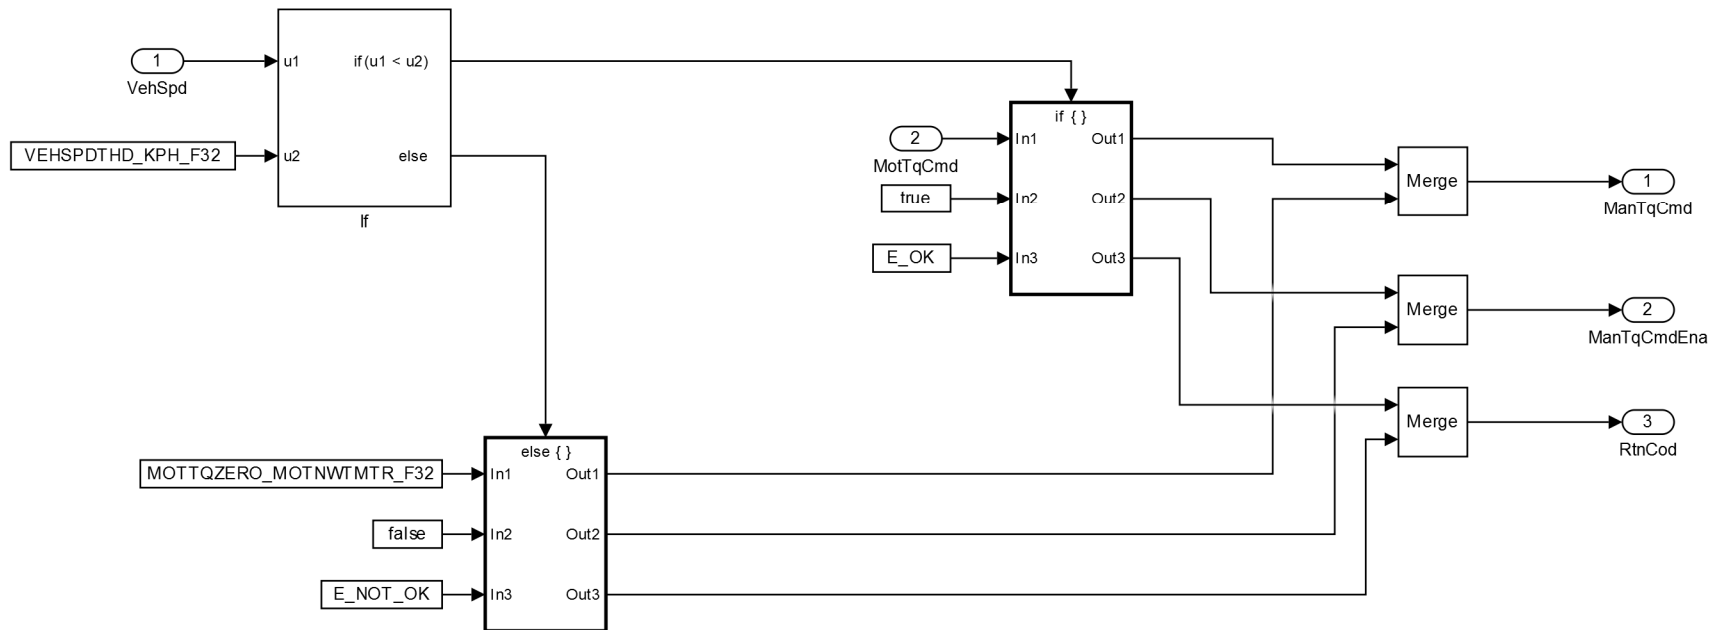 1
VehSpd
VEHSPDTHD_KPH_F32
u1
if(u1 < u2)
u2
else
If
2
MotTqCmd
true
E_OK
if { }
In1
Out1
In2
Out2
In3
Out3
Merge
1
ManTqCmd
Merge
2
ManTqCmdEna
Merge
3
RtnCod
MOTTQZERO_MOTNWTMTR_F32
false
E_NOT_OK
else { }
In1
Out1
In2
Out2
In3
Out3